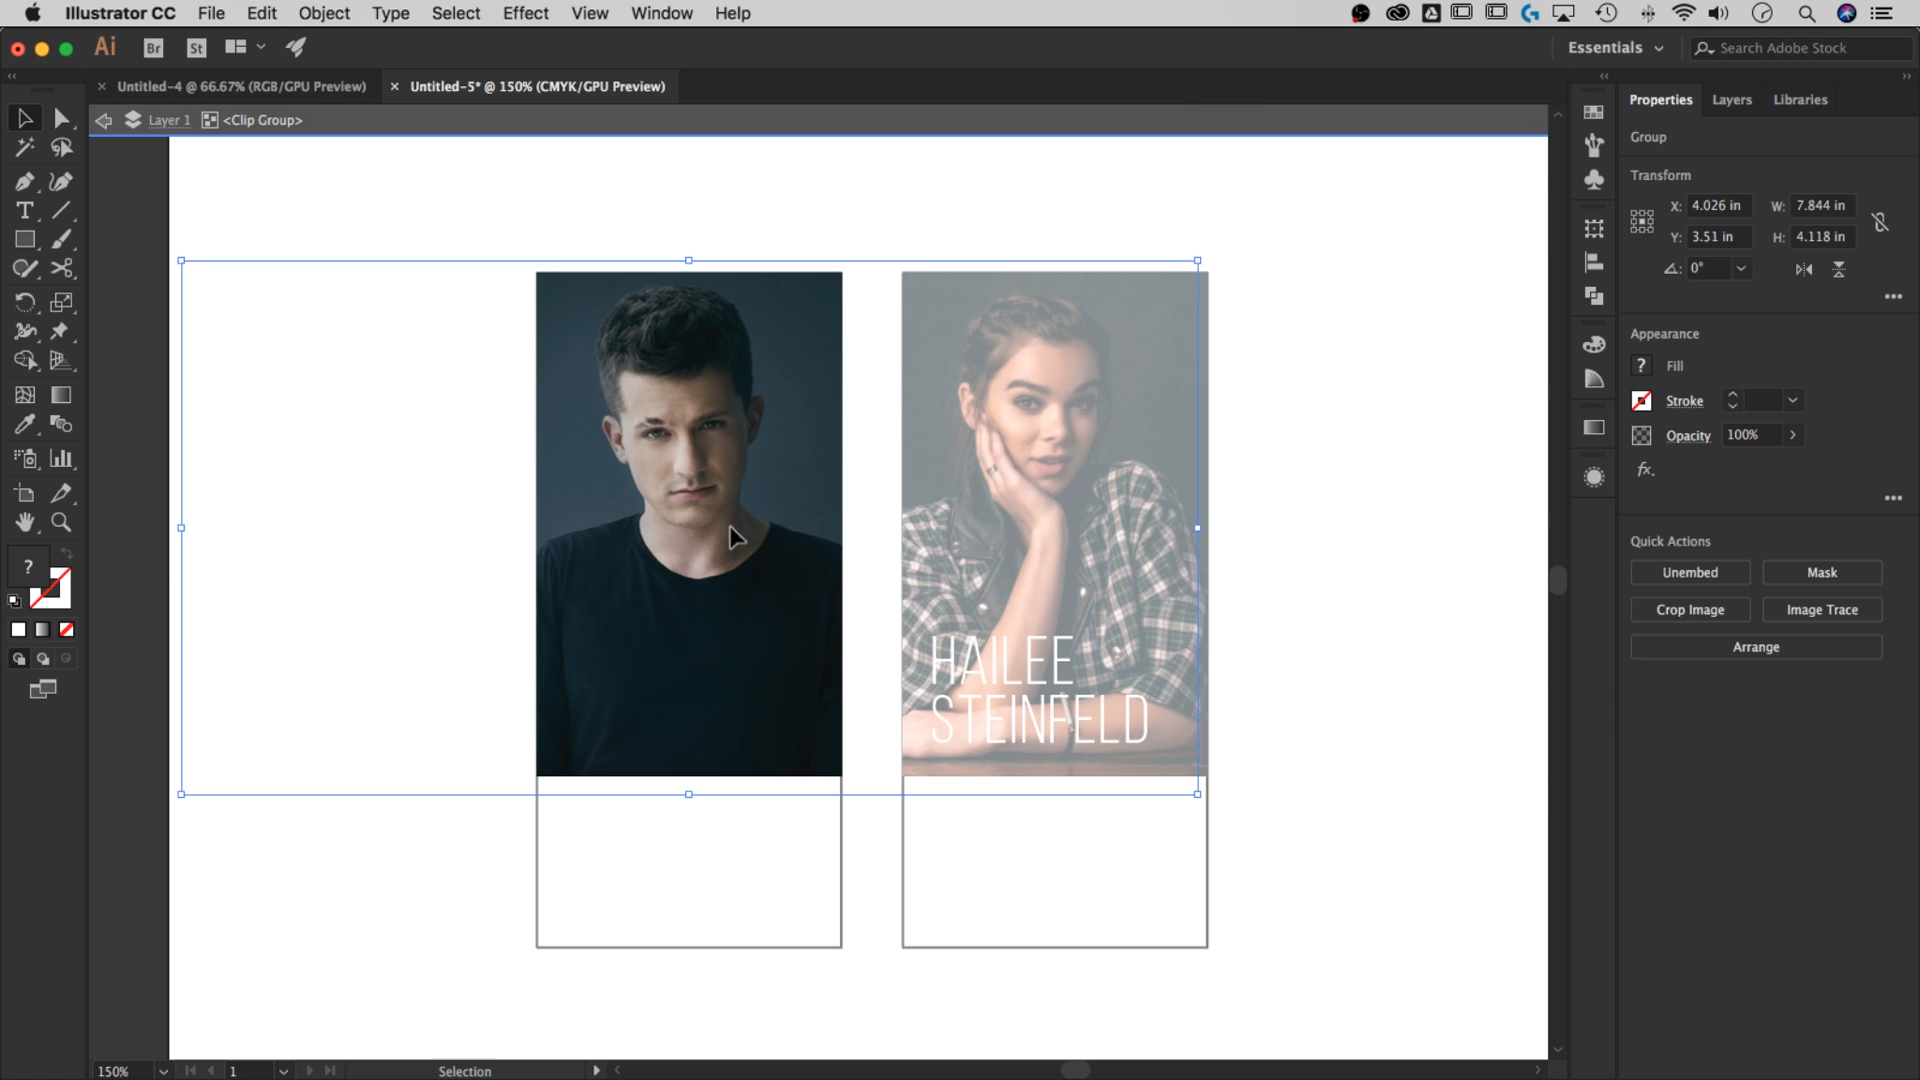 Illustrator CC File Edit Object Type Select Effect View Window Help
Ai Br St Essentials Search Adobe Stock
Untitled-4 @ 66.67% (RGB/GPU Preview) Untitled-5* @ 150% (CMYK/GPU Preview)
Layer 1 <Clip Group>
Properties Layers Libraries
Group
Transform
X: 4.026 in W: 7.844 in
Y: 3.51 in H: 4.118 in
0°
Appearance
? Fill
Stroke
Opacity 100%
fx.
Quick Actions
Unembed Mask
Crop Image Image Trace
Arrange
?
HAILEE
STEINFELD
150% 1 Selection